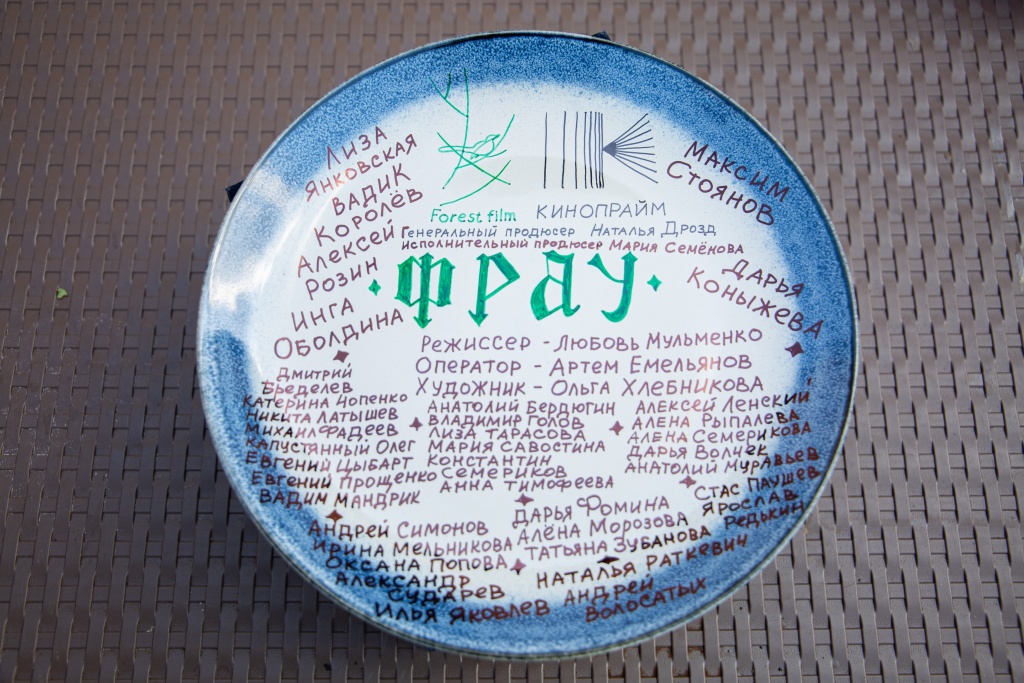 Лиза
Янковская
Вадик
Королёв
Алексей
Розин
Инга
Оболдина
Forest film
КИНОПРАЙМ
Максим
Стоянов
Дарья
Коныжева
Генеральный продюсер Наталья Дрозд
исполнительный продюсер Мария Семёнова
·ФРАУ·
Режиссер - Любовь Мульменко
Оператор - Артем Емельянов
Художник - Ольга Хлебникова
Дмитрий
Беделев
Катерина Чопенко
Никита Латышев
Михаил Фадеев
Капустянный Олег
Евгений Цыбарт
Евгений Прощенко
Вадим Мандрик
Анатолий Бердюгин
Владимир Голов
Лиза Тарасова
Мария Савостина
Константин
Семериков
Анна Тимофеева
Алексей Ленский
Алена Рыпалева
Алена Семерикова
Дарья Волчек
Анатолий Муравьев
Стас Паушев
Ярослав
Редькин
Андрей Симонов
Ирина Мельникова
Оксана Попова
Александр
Сударев
Илья Яковлев
Дарья Фомина
Алёна Морозова
Татьяна Зубанова
Наталья Раткевич
Андрей
Волосатых